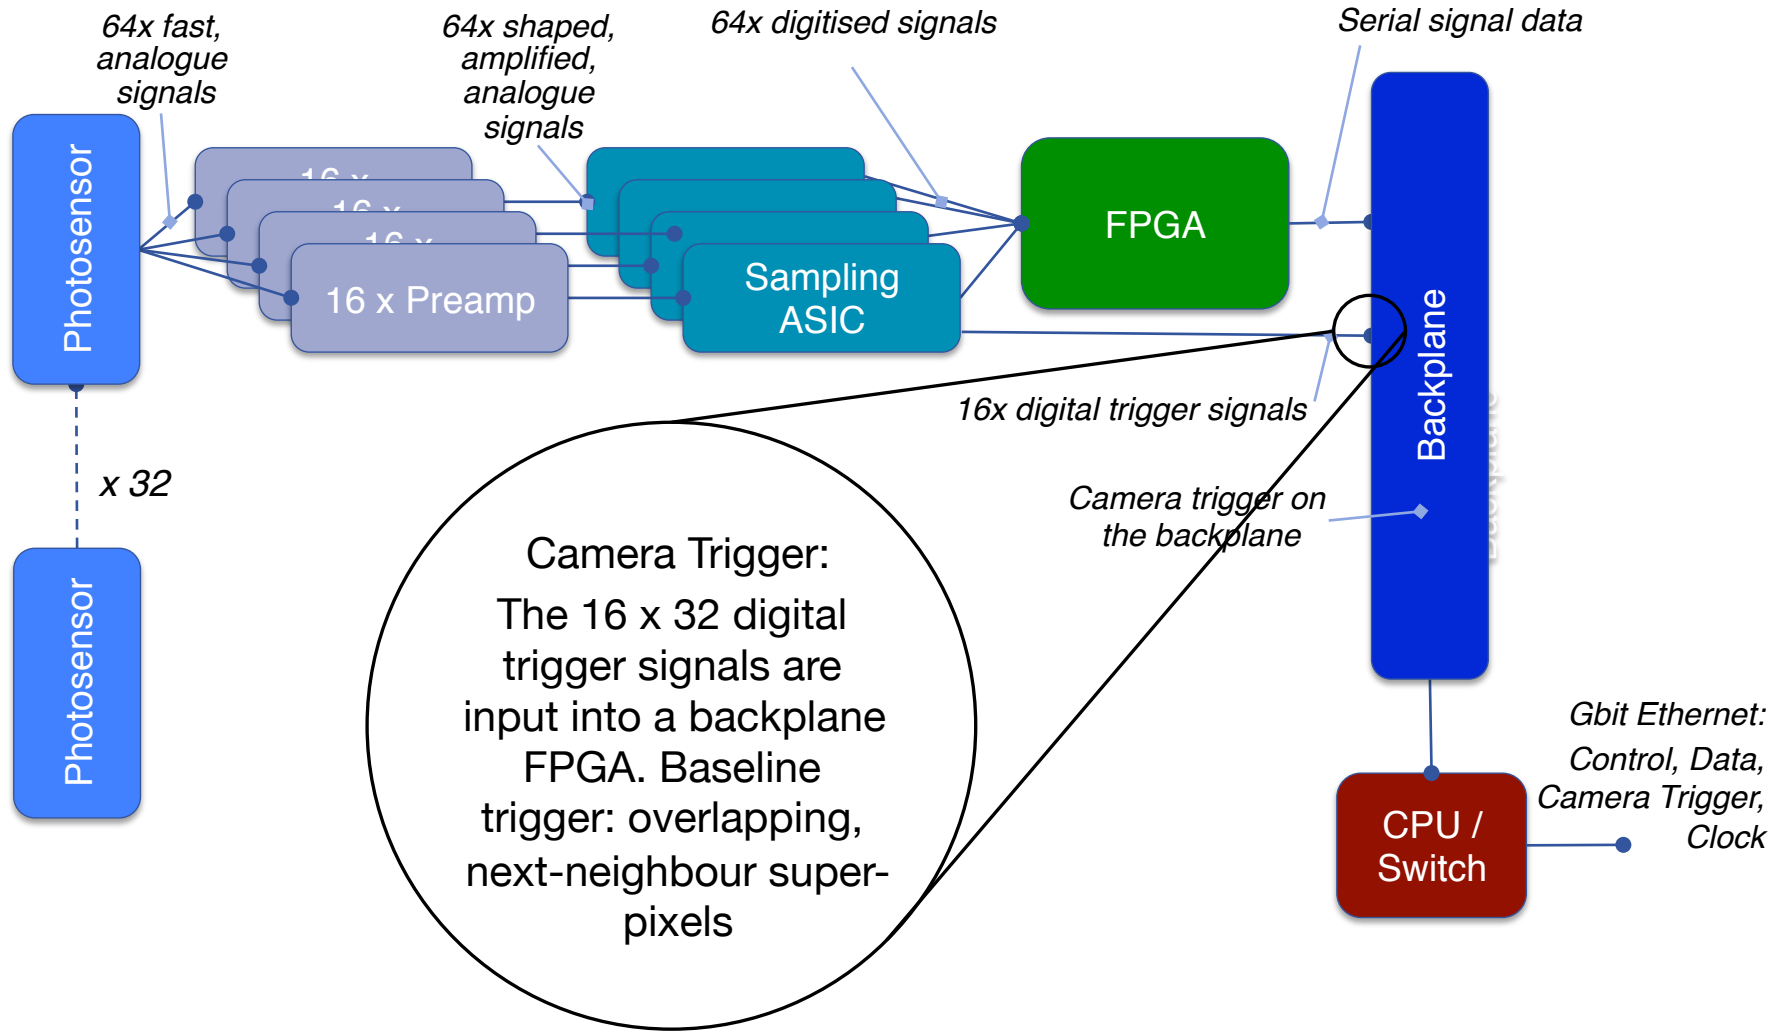 64x fast,
analogue
signals
64x shaped,
amplified,
analogue
signals
64x digitised signals
Serial signal data
Photosensor
16 x
16 x
16 x
16 x Preamp
Sampling
ASIC
FPGA
Backplane
16x digital trigger signals
x 32
Camera trigger on
the backplane
Photosensor
Camera Trigger:
The 16 x 32 digital
trigger signals are
input into a backplane
FPGA. Baseline
trigger: overlapping,
next-neighbour super-
pixels
CPU /
Switch
Gbit Ethernet:
Control, Data,
Camera Trigger,
Clock